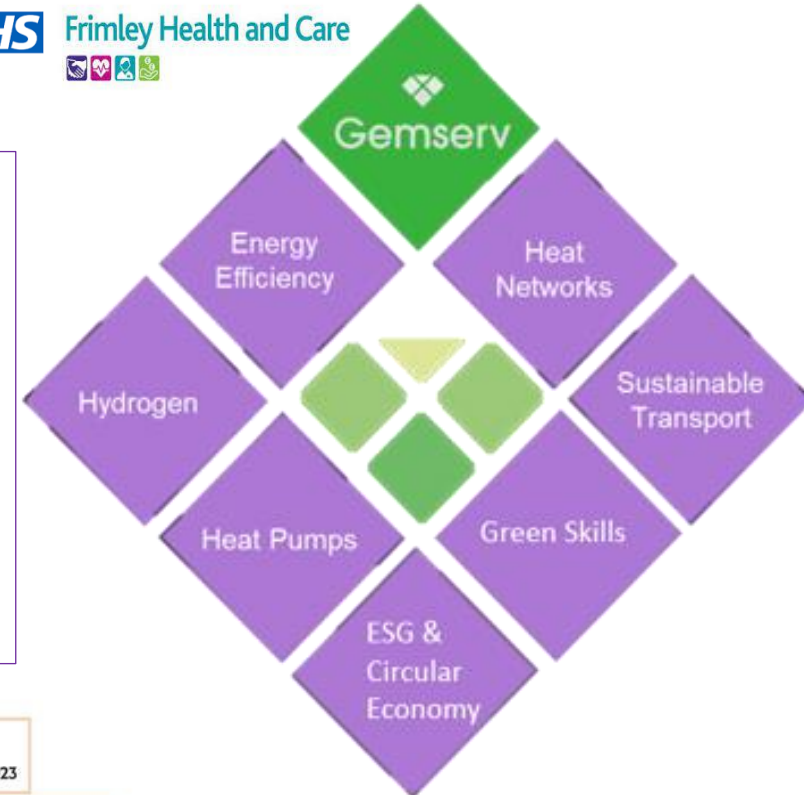 HS Frimley Health and Care
Gemserv
Energy
Efficiency
Heat
Networks
Hydrogen
Sustainable
Transport
Heat Pumps
Green Skills
ESG &
Circular
Economy
23